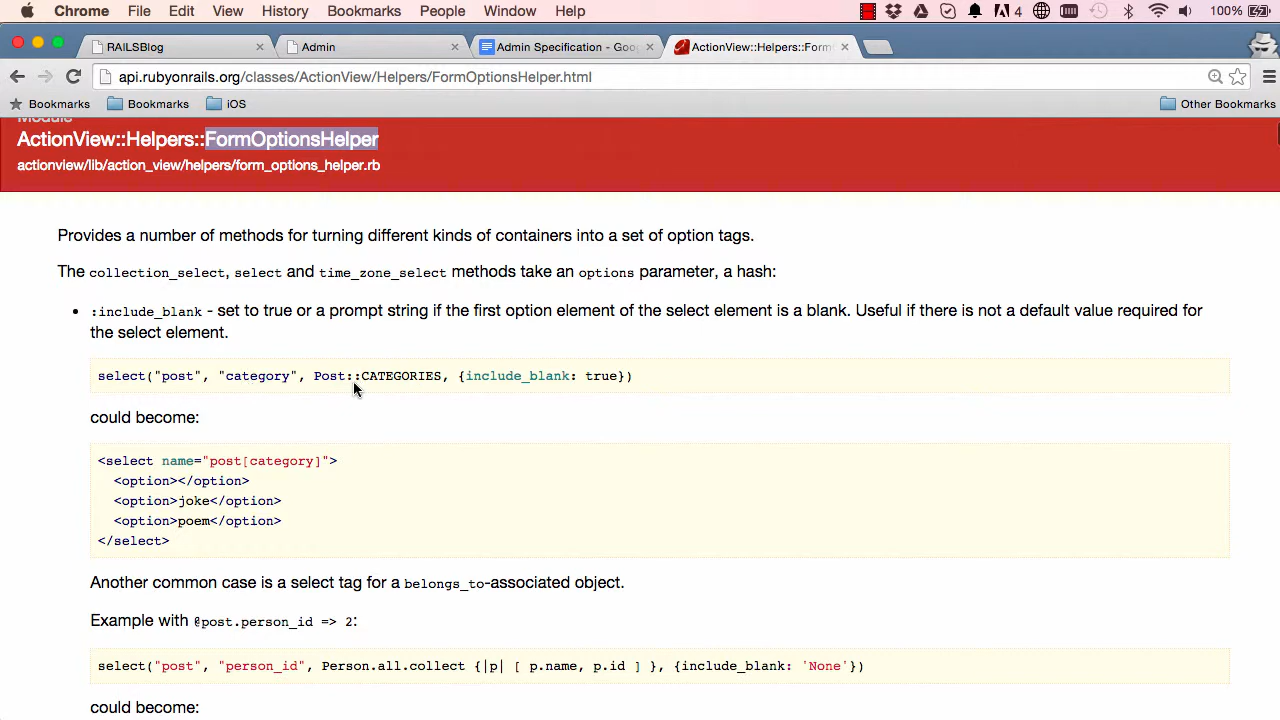 Chrome File Edit View History Bookmarks People Window Help 4 100%
RAILSBlog × Admin × Admin Specification - Goo × ActionView::Helpers::Form ×
api.rubyonrails.org/classes/ActionView/Helpers/FormOptionsHelper.html
Bookmarks Bookmarks iOS Other Bookmarks
Module
ActionView::Helpers::FormOptionsHelper
actionview/lib/action_view/helpers/form_options_helper.rb
Provides a number of methods for turning different kinds of containers into a set of option tags.
The collection_select, select and time_zone_select methods take an options parameter, a hash:
• :include_blank - set to true or a prompt string if the first option element of the select element is a blank. Useful if there is not a default value required for
the select element.
select("post", "category", Post::CATEGORIES, {include_blank: true})
could become:
<select name="post[category]">
<option></option>
<option>joke</option>
<option>poem</option>
</select>
Another common case is a select tag for a belongs_to-associated object.
Example with @post.person_id => 2:
select("post", "person_id", Person.all.collect {|p| [ p.name, p.id ] }, {include_blank: 'None'})
could become: